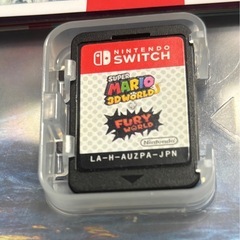 NINTENDO
SWITCH
SUPER
MARIO
3D WORLD
FURY
WORLD
Nintendo
LA-H-AUZPA-JPN